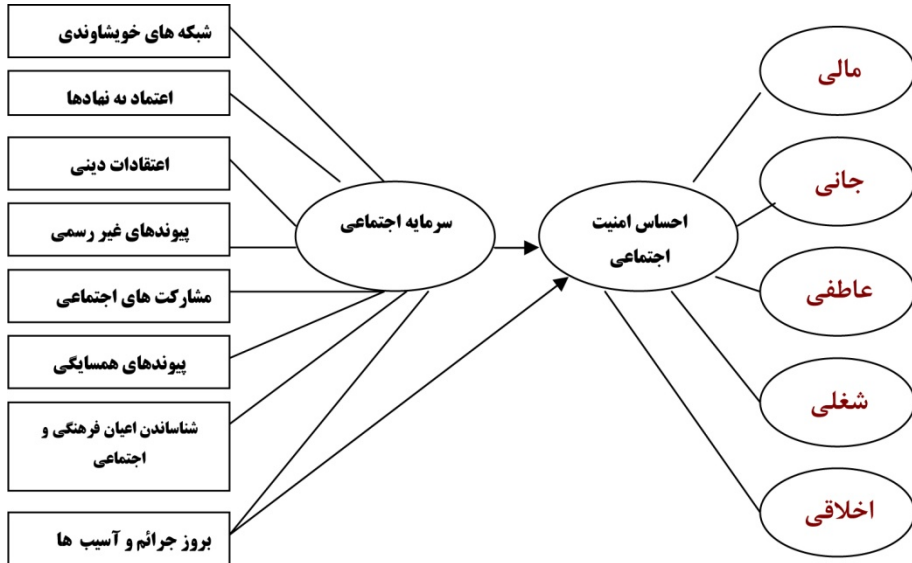 شبکه های خویشاوندی
اعتماد به نهادها
اعتقادات دینی
پیوندهای غیر رسمی
مشارکت های اجتماعی
پیوندهای همسایگی
شناساندن اعیان فرهنگی و
اجتماعی
بروز جرائم و آسیب ها
سرمایه اجتماعی
احساس امنیت
اجتماعی
مالی
جانی
عاطفی
شغلی
اخلاقی